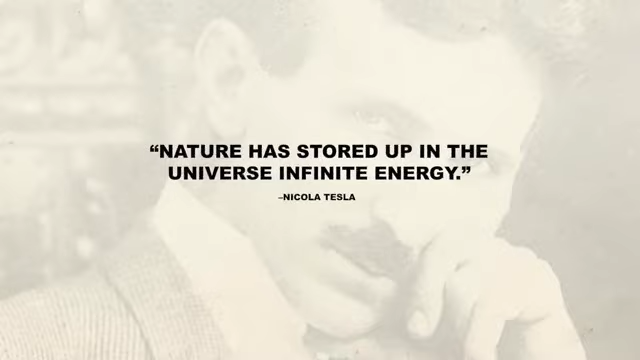 “NATURE HAS STORED UP IN THE
UNIVERSE INFINITE ENERGY.”
–NICOLA TESLA